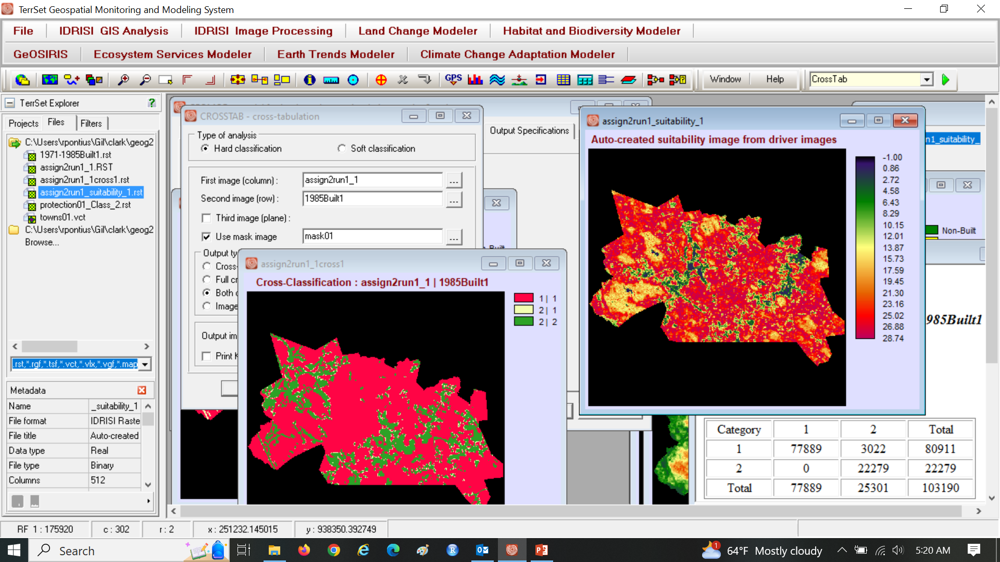 TerrSet Geospatial Monitoring and Modeling System
File
IDRISI GIS Analysis
IDRISI Image Processing
Land Change Modeler
Habitat and Biodiversity Modeler
GeOSIRIS
Ecosystem Services Modeler
Earth Trends Modeler
Climate Change Adaptation Modeler
GPS
Window
Help
CrossTab
TerrSet Explorer
Projects
Files
Filters
C:\Users\rpontius\Gil\clark\geog2
1971-1985Built1.rst
assign2run1_1.RST
assign2run1_1cross1.rst
assign2run1_suitability_1.rst
protection01_Class_2.rst
towns01.vct
C:\Users\rpontius\Gil\clark\geog2
Browse...
.rst,*.rgf,*.tsf,*.vct,*.vlx,*.vgf,*.map
Metadata
Name _suitability_1
File format IDRISI Raste
File title Auto-created
Data type Real
File type Binary
Columns 512
CROSSTAB - cross-tabulation
Type of analysis
Hard classification
Soft classification
First image (column) : assign2run1_1 ...
Second image (row) : 1985Built1 ...
Third image (plane) :
Use mask image mask01 ...
Output ty
Cross-
Full cr
Both c
Image
Output im
Print K
Output Specifications
assign2run1_1cross1
Cross-Classification : assign2run1_1 | 1985Built1
1 | 1
2 | 1
2 | 2
assign2run1_suitability_1
Auto-created suitability image from driver images
-1.00
0.86
2.72
4.58
6.43
8.29
10.15
12.01
13.87
15.73
17.59
19.45
21.30
23.16
25.02
26.88
28.74
n1_suitability_
Non-Built
985Built1
Category 1 2 Total
1 77889 3022 80911
2 0 22279 22279
Total 77889 25301 103190
RF 1 : 175920
c : 302
r : 2
x : 251232.145015
y : 938350.392749
Search
1
64°F Mostly cloudy
5:20 AM